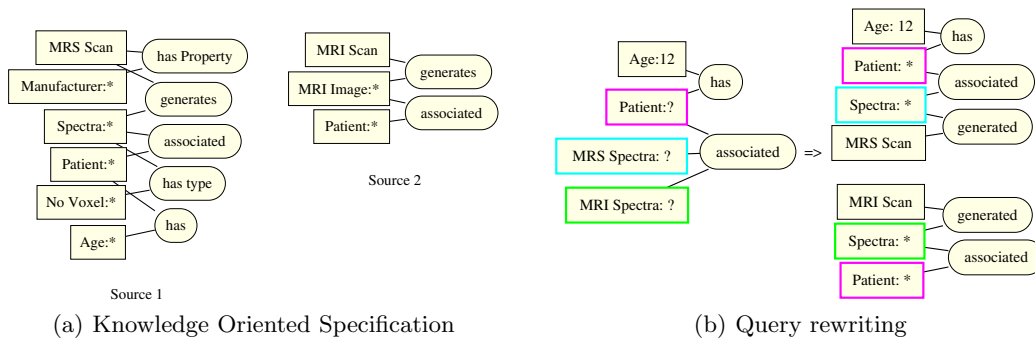 MRS Scan
has Property
Manufacturer:*
generates
Spectra:*
associated
Patient:*
has type
No Voxel:*
has
Age:*
Source 1
MRI Scan
generates
MRI Image:*
associated
Patient:*
Source 2
(a) Knowledge Oriented Specification
Age:12
has
Patient:?
MRS Spectra: ?
associated
MRI Spectra: ?
=>
Age: 12
has
Patient: *
associated
Spectra: *
generated
MRS Scan
MRI Scan
generated
Spectra: *
associated
Patient: *
(b) Query rewriting